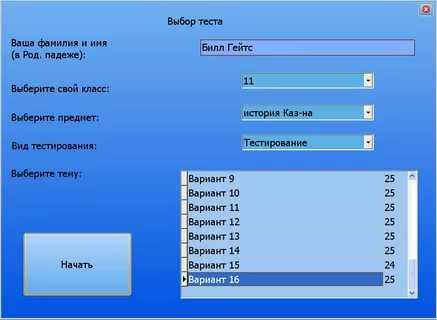 Выбор теста
Ваша фамилия и имя
(в Род. падеже):
Билл Гейтс
Выберите свой класс:
11
Выберите предмет:
история Каз-на
Вид тестирования:
Тестирование
Выберите тему:
Вариант 9 25
Вариант 10 25
Вариант 11 25
Вариант 12 25
Вариант 13 25
Вариант 14 25
Вариант 15 24
Вариант 16 25
Начать